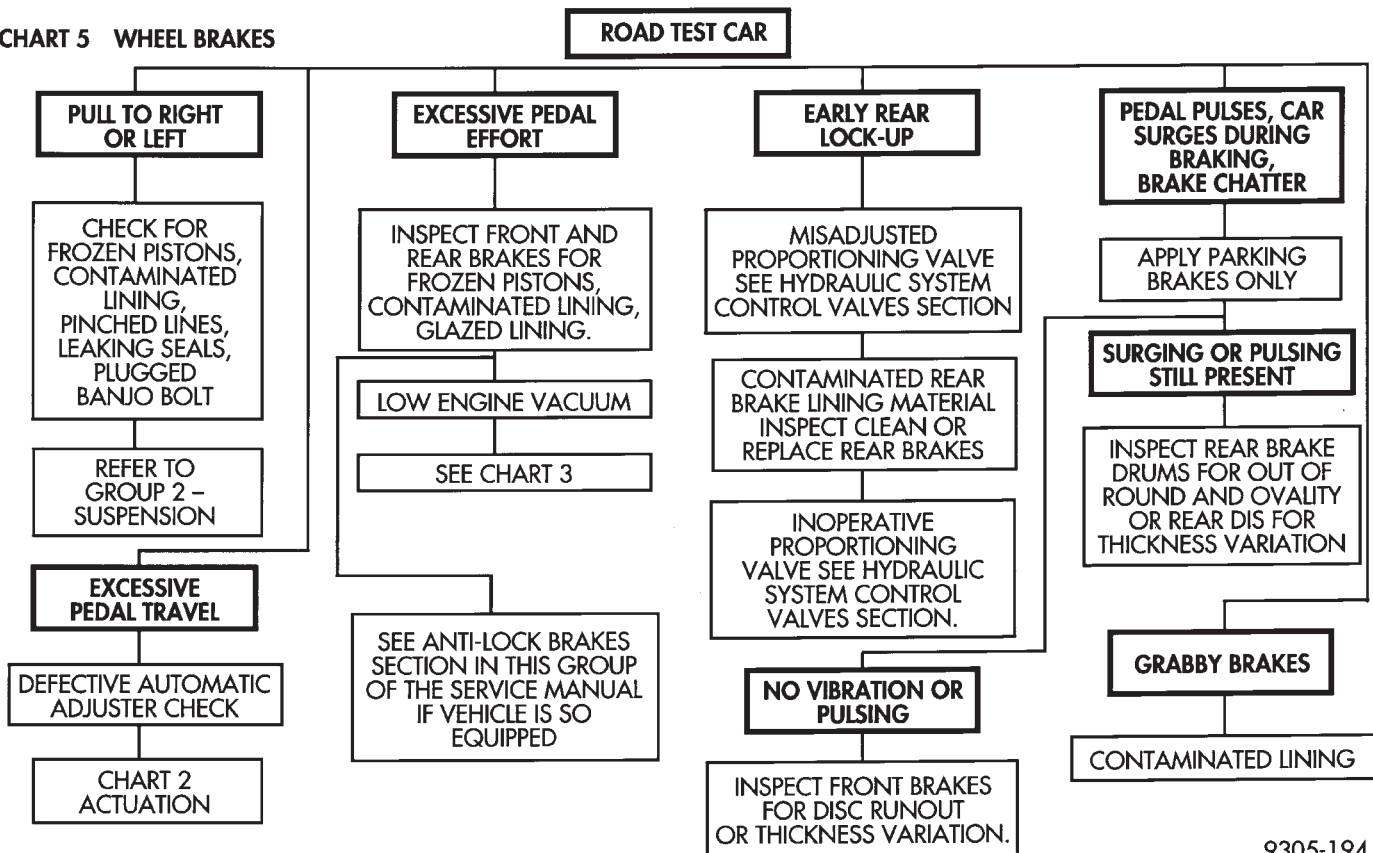 CHART 5 WHEEL BRAKES
ROAD TEST CAR
PULL TO RIGHT
OR LEFT
CHECK FOR
FROZEN PISTONS,
CONTAMINATED
LINING,
PINCHED LINES,
LEAKING SEALS,
PLUGGED
BANJO BOLT
REFER TO
GROUP 2 –
SUSPENSION
EXCESSIVE
PEDAL TRAVEL
DEFECTIVE AUTOMATIC
ADJUSTER CHECK
CHART 2
ACTUATION
EXCESSIVE PEDAL
EFFORT
INSPECT FRONT AND
REAR BRAKES FOR
FROZEN PISTONS,
CONTAMINATED LINING,
GLAZED LINING.
LOW ENGINE VACUUM
SEE CHART 3
SEE ANTI-LOCK BRAKES
SECTION IN THIS GROUP
OF THE SERVICE MANUAL
IF VEHICLE IS SO
EQUIPPED
EARLY REAR
LOCK-UP
MISADJUSTED
PROPORTIONING VALVE
SEE HYDRAULIC SYSTEM
CONTROL VALVES SECTION
CONTAMINATED REAR
BRAKE LINING MATERIAL
INSPECT CLEAN OR
REPLACE REAR BRAKES
INOPERATIVE
PROPORTIONING
VALVE SEE HYDRAULIC
SYSTEM CONTROL
VALVES SECTION.
NO VIBRATION OR
PULSING
INSPECT FRONT BRAKES
FOR DISC RUNOUT
OR THICKNESS VARIATION.
PEDAL PULSES, CAR
SURGES DURING
BRAKING,
BRAKE CHATTER
APPLY PARKING
BRAKES ONLY
SURGING OR PULSING
STILL PRESENT
INSPECT REAR BRAKE
DRUMS FOR OUT OF
ROUND AND OVALITY
OR REAR DIS FOR
THICKNESS VARIATION
GRABBY BRAKES
CONTAMINATED LINING
9305-194